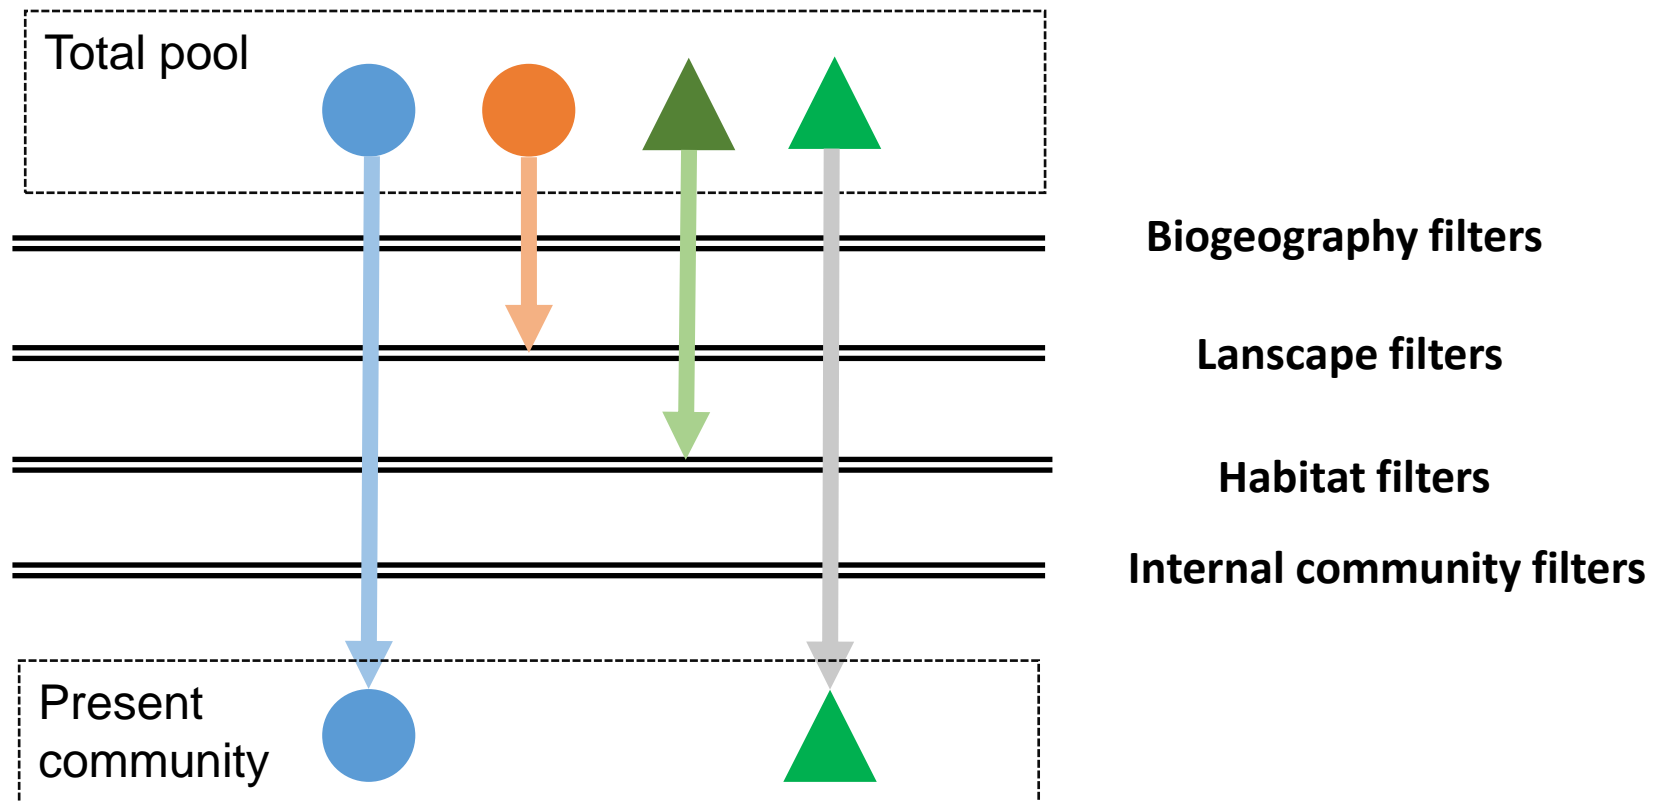 Total pool
Biogeography filters
Lanscape filters
Habitat filters
Internal community filters
Present
community